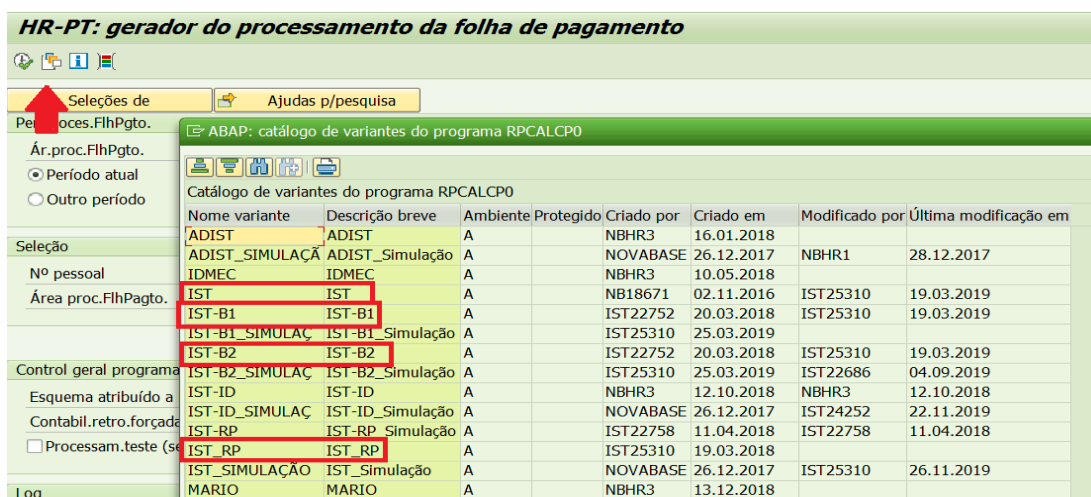 HR-PT: gerador do processamento da folha de pagamento
Seleções de
Ajudas p/pesquisa
Ár.proc.FlhPgto.
Período atual
Outro período
Seleção
Nº pessoal
Área proc.FlhPagto.
Control geral programa
Esquema atribuído a
Contabil.retro.forçada
Processam.teste (se
Log
ABAP: catálogo de variantes do programa RPCALCP0
Catálogo de variantes do programa RPCALCP0
Nome variante Descrição breve Ambiente Protegido Criado por Criado em Modificado por Última modificação em
ADIST ADIST A NBHR3 16.01.2018
ADIST_SIMULAÇÃ ADIST_Simulação A NOVABASE 26.12.2017 NBHR1 28.12.2017
IDMEC IDMEC A NBHR3 10.05.2018
IST IST A NB18671 02.11.2016 IST25310 19.03.2019
IST-B1 IST-B1 A IST22752 20.03.2018 IST25310 19.03.2019
IST-B1_SIMULAÇ IST-B1_Simulação A IST25310 25.03.2019
IST-B2 IST-B2 A IST22752 20.03.2018 IST25310 19.03.2019
IST-B2_SIMULAÇ IST-B2_Simulação A IST25310 25.03.2019 IST22686 04.09.2019
IST-ID IST-ID A NBHR3 12.10.2018 NBHR3 12.10.2018
IST-ID_SIMULAÇ IST-ID_Simulação A NOVABASE 26.12.2017 IST24252 22.11.2019
IST-RP IST-RP_Simulação A IST22758 11.04.2018 IST22758 11.04.2018
IST_RP IST_RP A IST25310 19.03.2018
IST_SIMULAÇÃO IST_Simulação A NOVABASE 26.12.2017 IST25310 26.11.2019
MARIO MARIO A NBHR3 13.12.2018